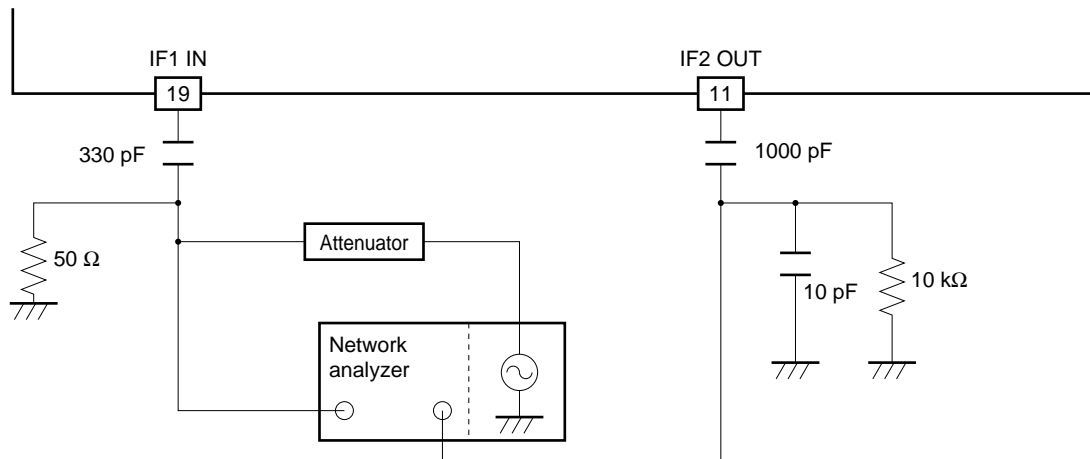 IF1 IN
IF2 OUT
19
11
330 pF
1000 pF
50 Ω
Attenuator
10 pF
10 kΩ
Network
analyzer